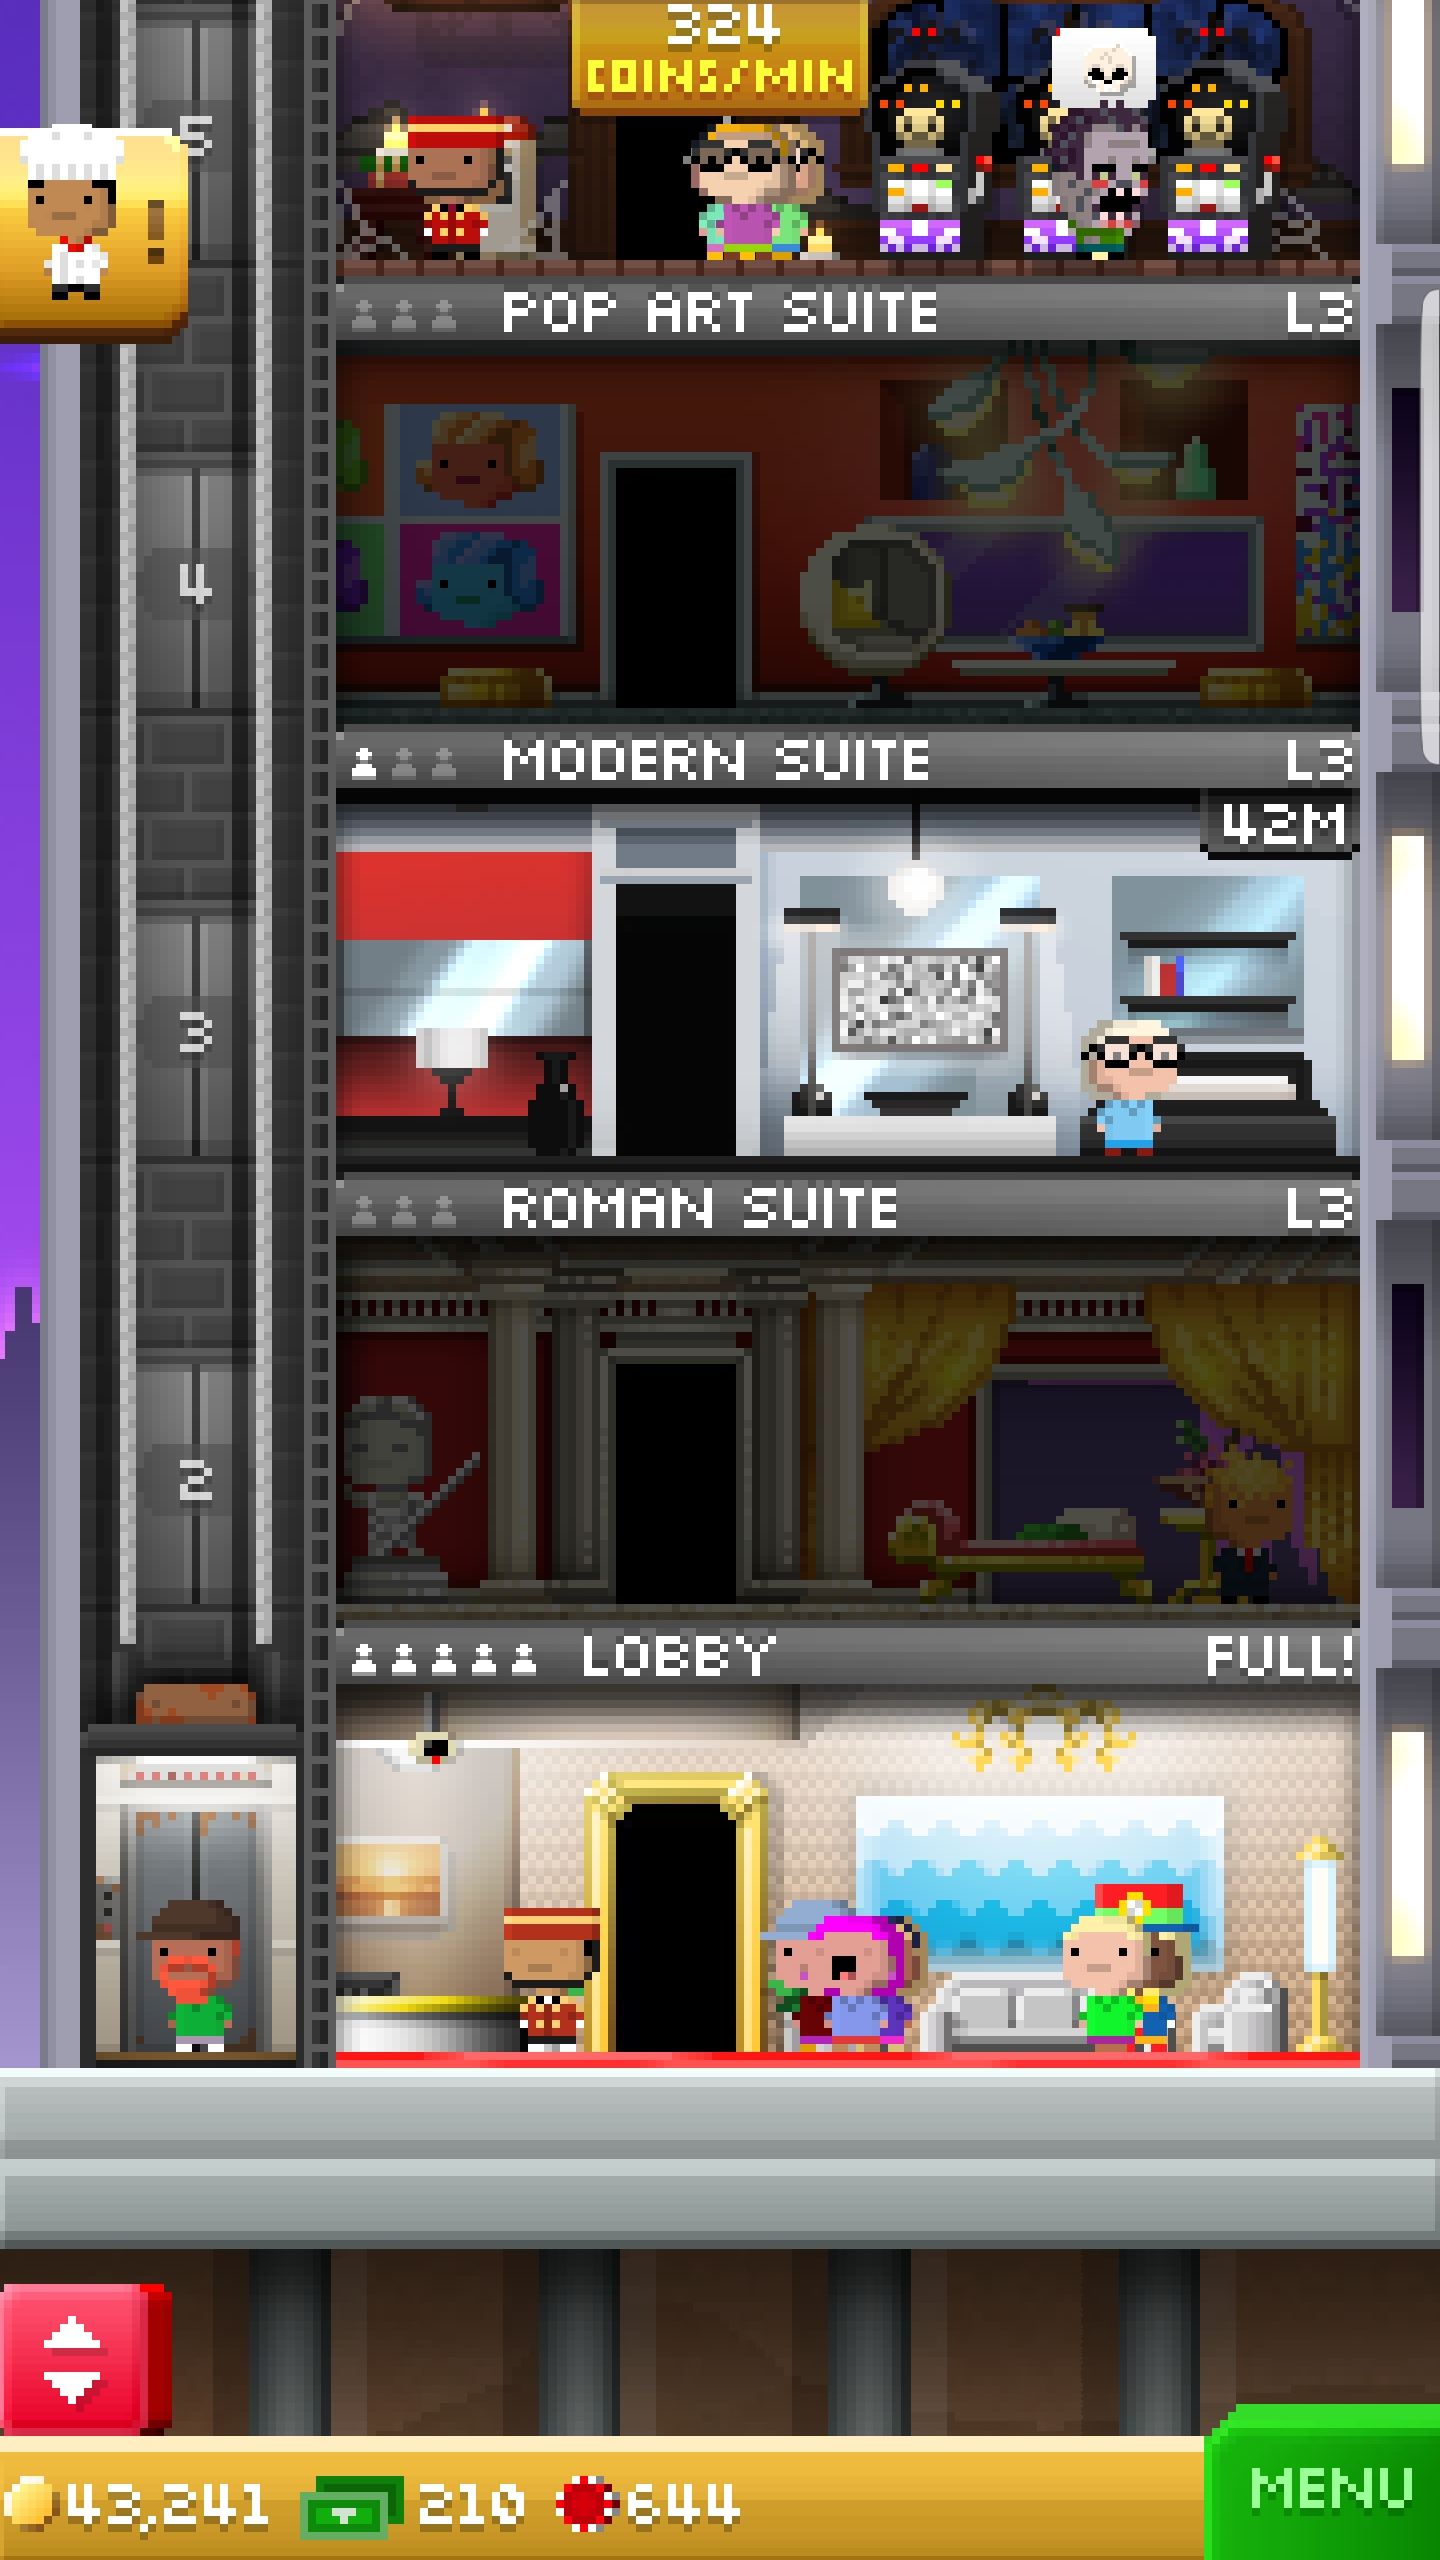 324
COINS/MIN
5
POP ART SUITE L3
4
MODERN SUITE L3
42M
3
ROMAN SUITE L3
2
LOBBY FULL!
43,241 210 644
MENU